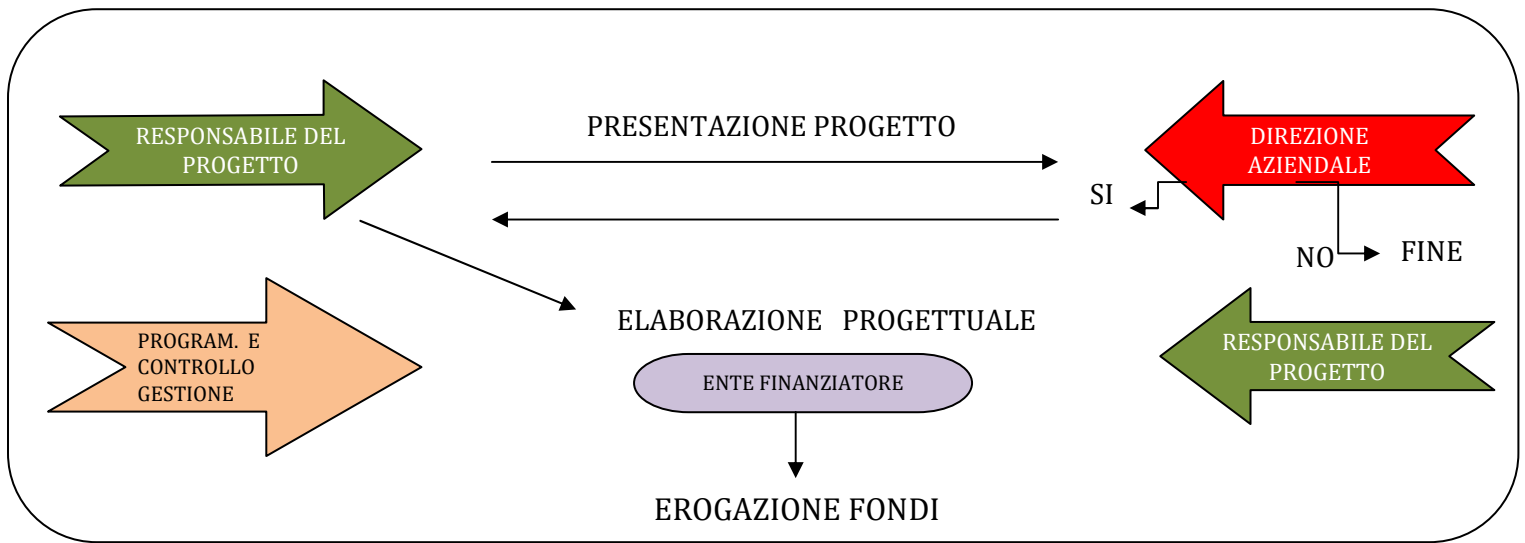 RESPONSABILE DEL
PROGETTO
PRESENTAZIONE PROGETTO
DIREZIONE
AZIENDALE
SI
NO
FINE
PROGRAM. E
CONTROLLO
GESTIONE
ELABORAZIONE PROGETTUALE
ENTE FINANZIATORE
RESPONSABILE DEL
PROGETTO
EROGAZIONE FONDI